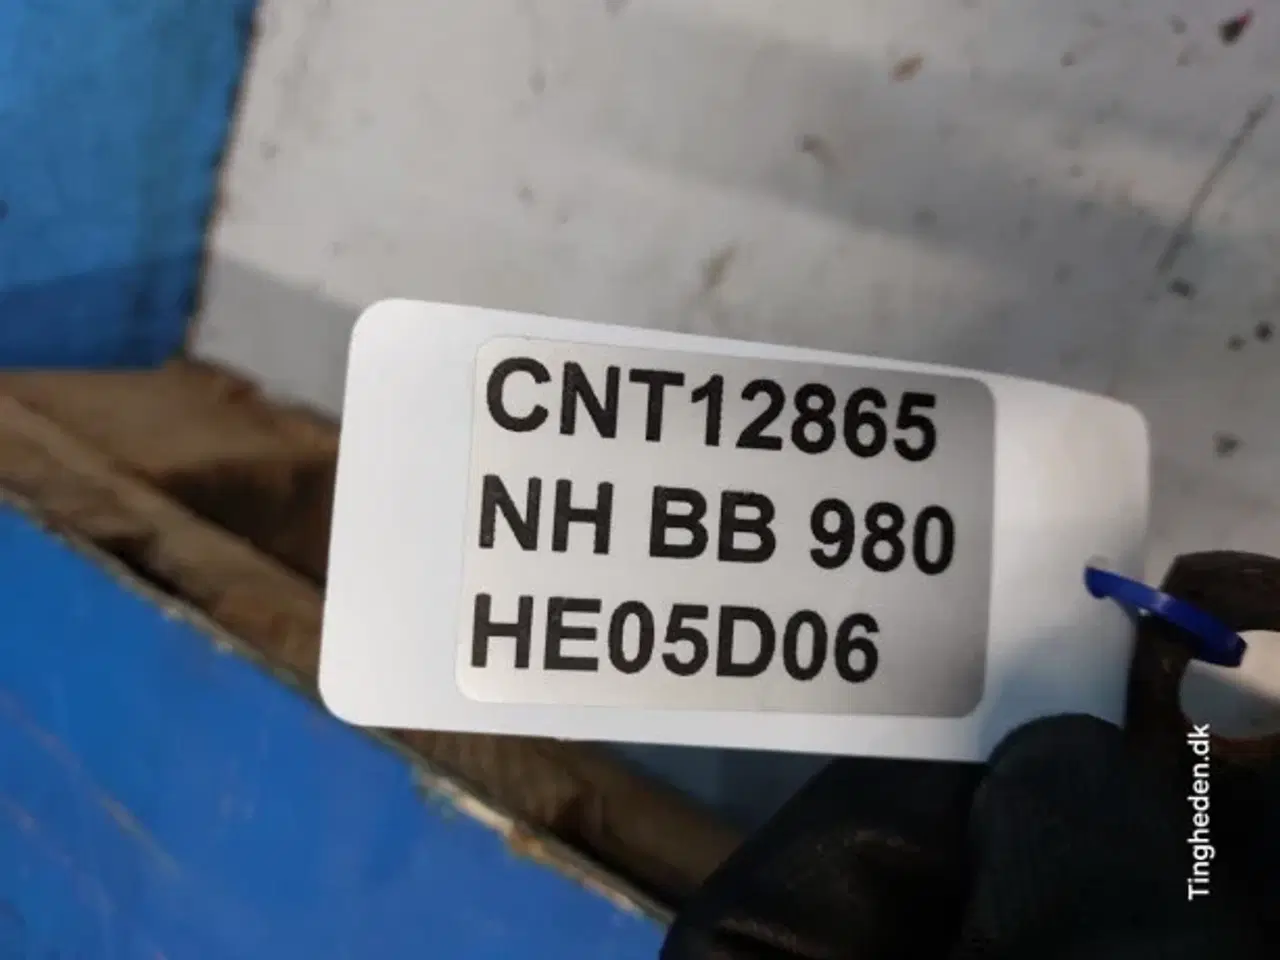 CNT12865
NH BB 980
HE05D06
Tingheden.dk